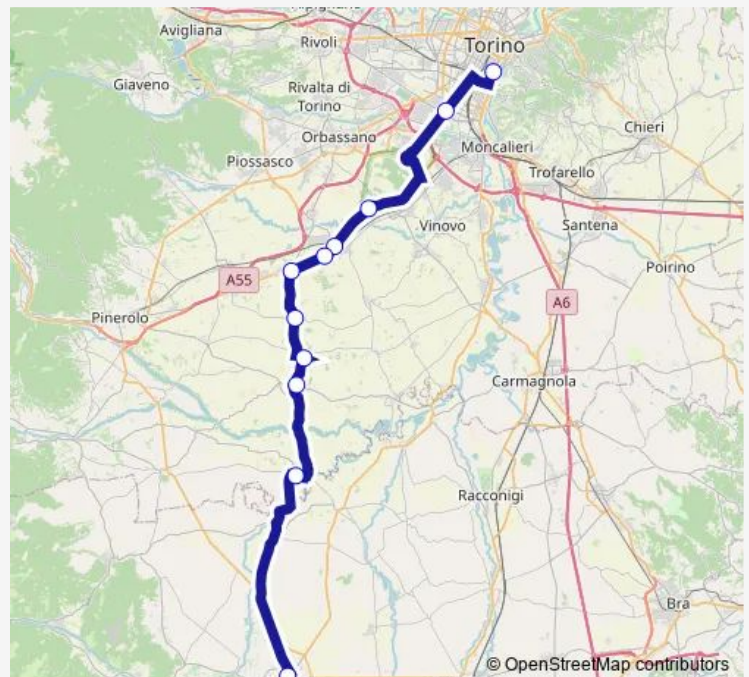 Avigliana
Rivoli
Torino
Giaveno
Rivalta di
Torino
Orbassano
Chieri
Piossasco
Moncalieri
Trofarello
Vinovo
Santena
A55
Poirino
Pinerolo
A6
Carmagnola
Racconigi
Bra
© OpenStreetMap contributors